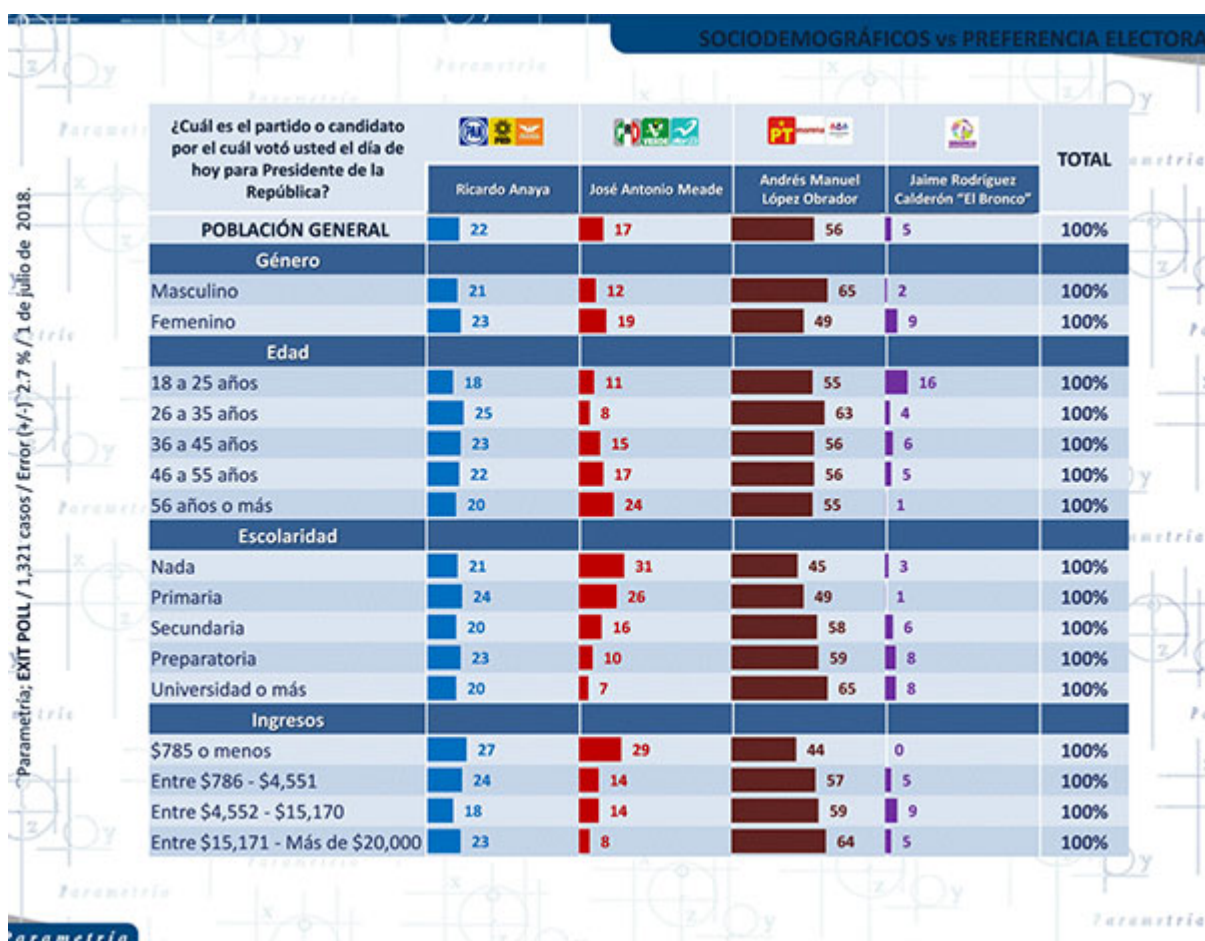 SOCIODEMOGRÁFICOS vs PREFERENCIA ELECTORA
¿Cuál es el partido o candidato
por el cuál votó usted el día de
hoy para Presidente de la
República?
PAN PRD
PRI VERDE
PT morena
TOTAL
Ricardo Anaya
José Antonio Meade
Andrés Manuel
López Obrador
Jaime Rodríguez
Calderón "El Bronco"
POBLACIÓN GENERAL 22 17 56 5 100%
Género
Masculino 21 12 65 2 100%
Femenino 23 19 49 9 100%
Edad
18 a 25 años 18 11 55 16 100%
26 a 35 años 25 8 63 4 100%
36 a 45 años 23 15 56 6 100%
46 a 55 años 22 17 56 5 100%
56 años o más 20 24 55 1 100%
Escolaridad
Nada 21 31 45 3 100%
Primaria 24 26 49 1 100%
Secundaria 20 16 58 6 100%
Preparatoria 23 10 59 8 100%
Universidad o más 20 7 65 8 100%
Ingresos
$785 o menos 27 29 44 0 100%
Entre $786 - $4,551 24 14 57 5 100%
Entre $4,552 - $15,170 18 14 59 9 100%
Entre $15,171 - Más de $20,000 23 8 64 5 100%
*Parametría; EXIT POLL / 1,321 casos / Error (+/-) 2.7 % / 1 de julio de 2018.
Parametría